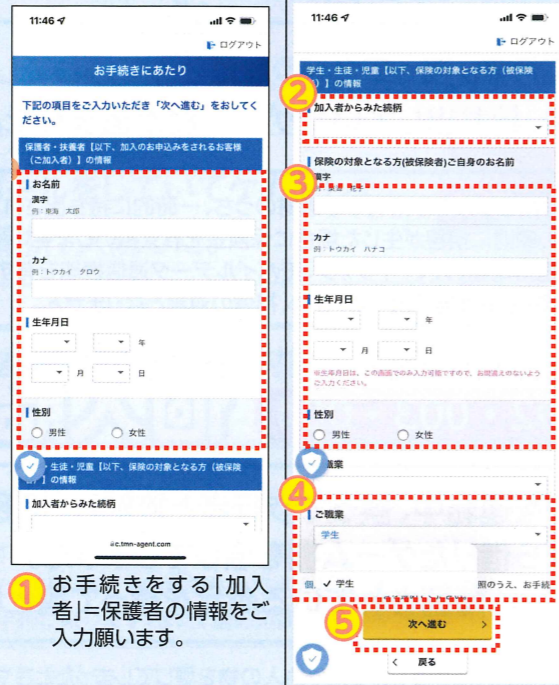 11:46
ログアウト
お手続きにあたり
下記の項目をご入力いただき「次へ進む」をおしてく
ださい。
保護者・扶養者【以下、加入のお申込みをされるお客様
（ご加入者）】の情報
お名前
漢字
例：東海 太郎
カナ
例：トウカイ タロウ
生年月日
年
月 日
性別
男性 女性
・生徒・児童【以下、保険の対象となる方（被保険
】の情報
加入者からみた続柄
c.tmn-agent.com
1 お手続きをする「加入
者」=保護者の情報をご
入力願います。
11:46
ログアウト
学生・生徒・児童【以下、保険の対象となる方（被保険
）】の情報
2
加入者からみた続柄
保険の対象となる方(被保険者)ご自身のお名前
3
漢字
花子
カナ
例：トウカイ ハナコ
生年月日
年
月 日
※生年月日は、この画面でのみ入力可能ですので、お間違えのないよう
ご入力ください。
性別
男性 女性
職業
4
ご職業
学生
個 ✓ 学生 照のうえ、お手続
5
次へ進む >
< 戻る